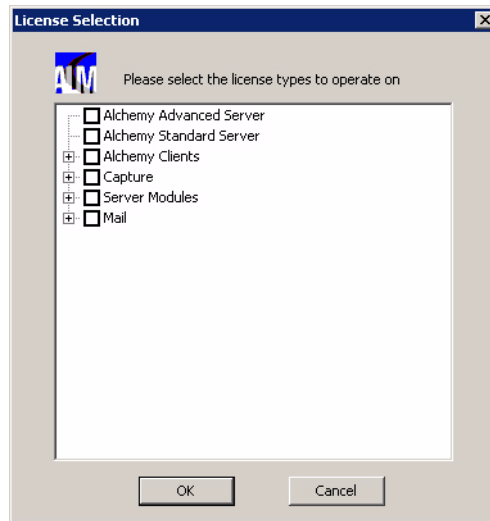 License Selection
ALM
Please select the license types to operate on
Alchemy Advanced Server
Alchemy Standard Server
Alchemy Clients
Capture
Server Modules
Mail
OK
Cancel